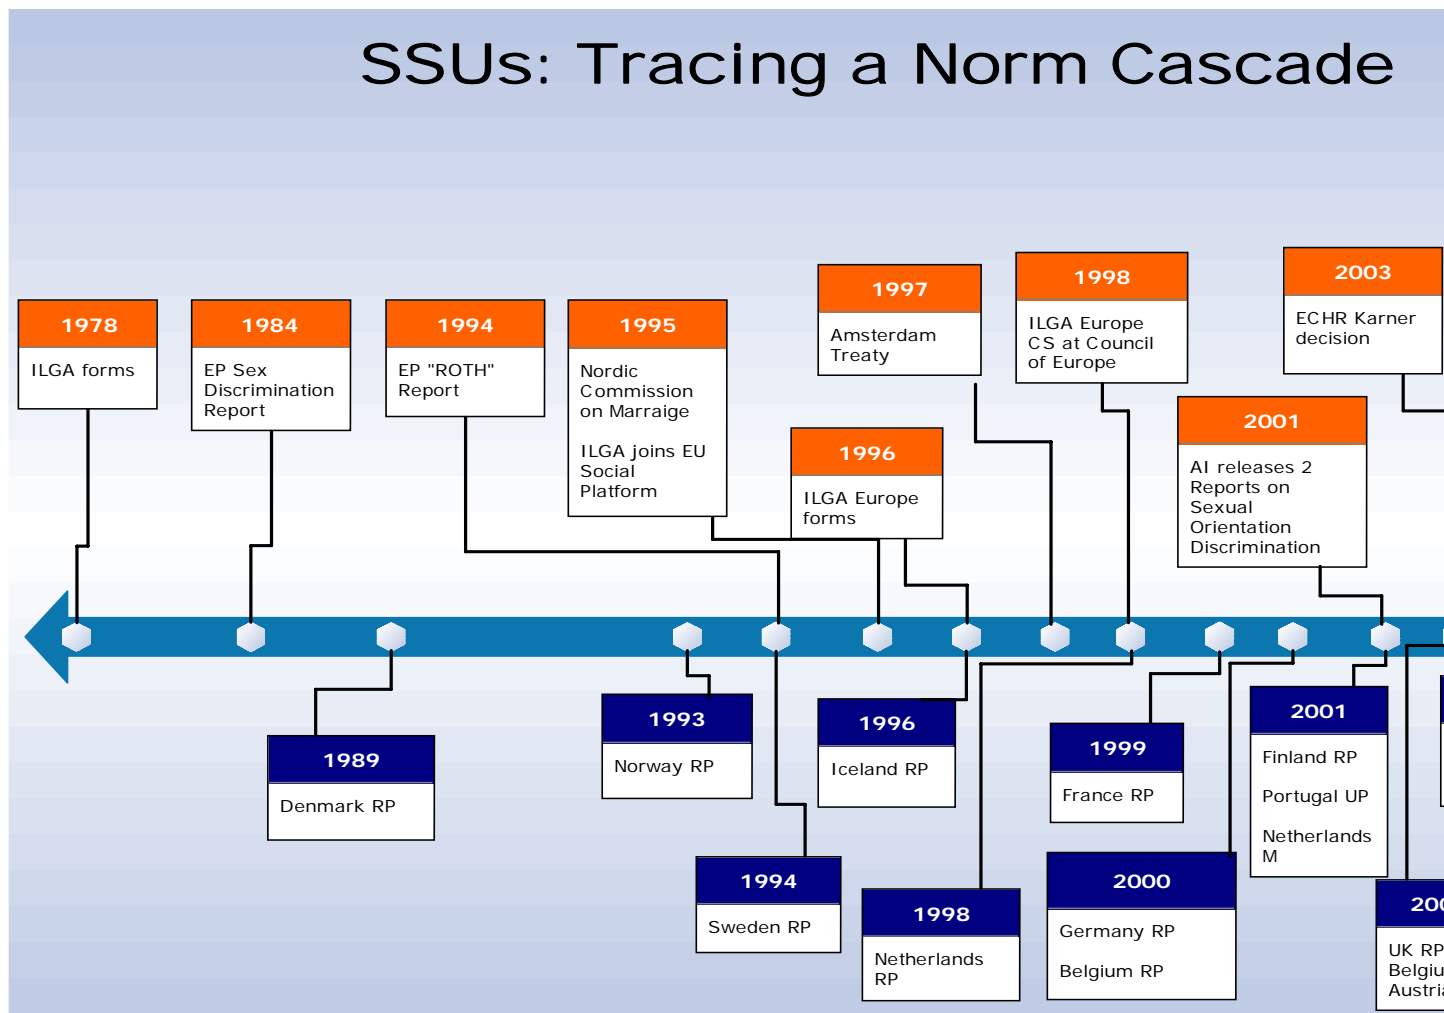 SSUs: Tracing a Norm Cascade
1978
ILGA forms
1984
EP Sex
Discrimination
Report
1994
EP "ROTH"
Report
1995
Nordic
Commission
on Marraige
ILGA joins EU
Social
Platform
1997
Amsterdam
Treaty
1996
ILGA Europe
forms
1998
ILGA Europe
CS at Council
of Europe
2001
AI releases 2
Reports on
Sexual
Orientation
Discrimination
2003
ECHR Karner
decision
1989
Denmark RP
1993
Norway RP
1994
Sweden RP
1996
Iceland RP
1998
Netherlands
RP
1999
France RP
2000
Germany RP
Belgium RP
2001
Finland RP
Portugal UP
Netherlands
M
UK RP